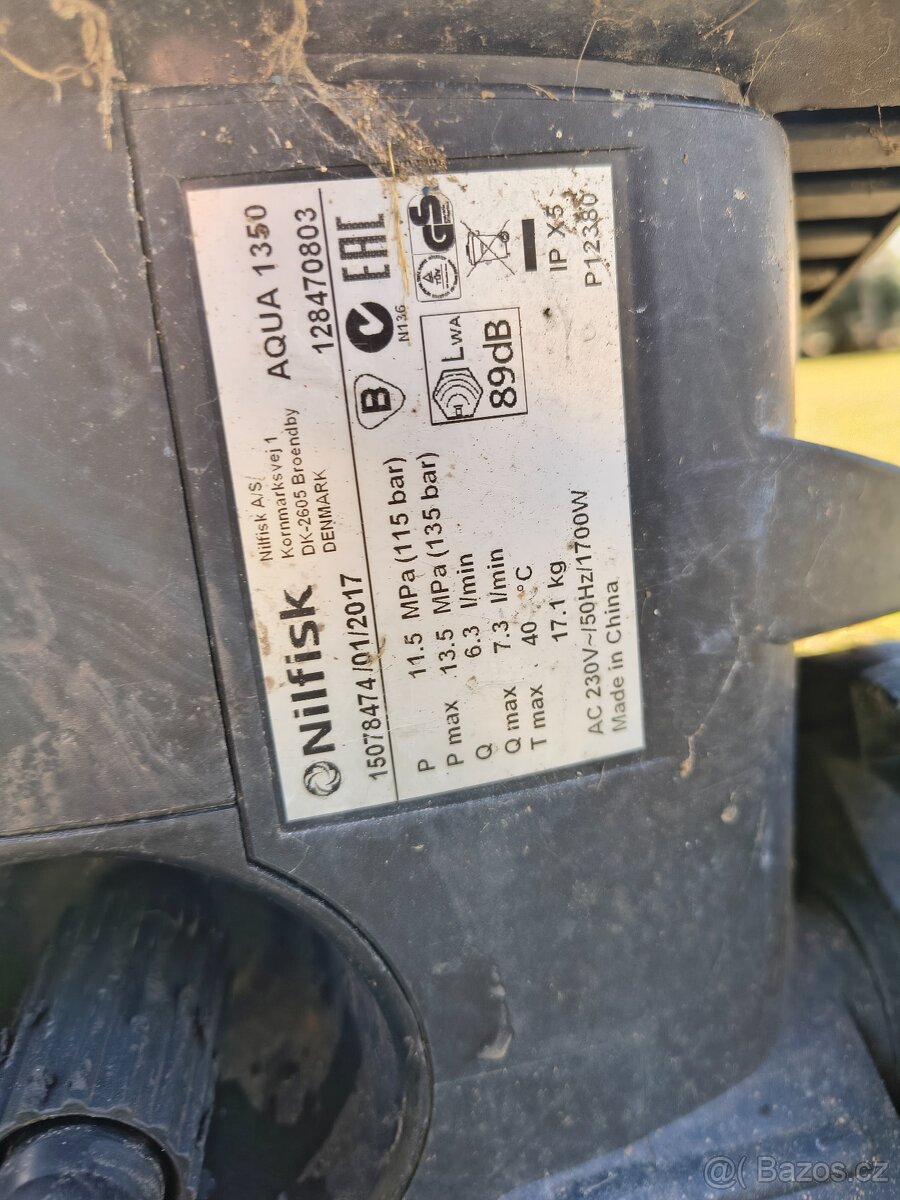 Nilfisk
Nilfisk A/S
Kornmarksvej 1
DK-2605 Broendby
DENMARK
AQUA 1350
128470803
15078474/01/2017
B
N136
EAC
GS
P 11.5 MPa (115 bar)
P max 13.5 MPa (135 bar)
Q 6.3 l/min
Q max 7.3 l/min
T max 40 °C
17.1 kg
LWA
89dB
IP X5
P12380
AC 230V~/50Hz/1700W
Made in China
@( Bazos.cz